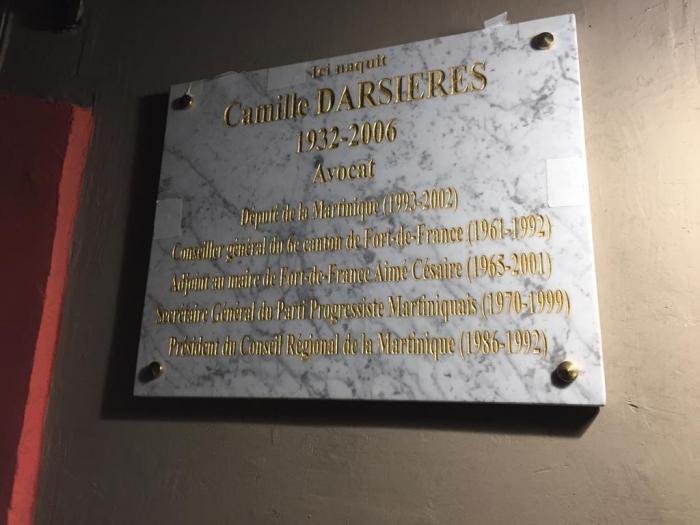 Ici naquit
Camille DARSIERES
1932-2006
Avocat
Député de la Martinique (1993-2002)
Conseiller général du 6e canton de Fort-de-France (1961-1992)
Adjoint au maire de Fort-de-France Aimé Césaire (1965-2001)
Secrétaire Général du Parti Progressiste Martiniquais (1970-1999)
Président du Conseil Régional de la Martinique (1986-1992)